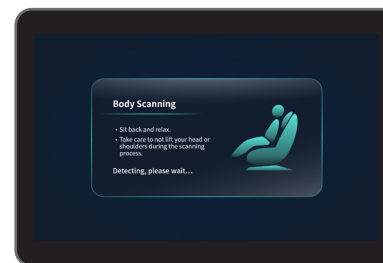 Body Scanning
• Sit back and relax.
• Take care to not lift your head or
shoulders during the scanning
process.
Detecting, please wait...